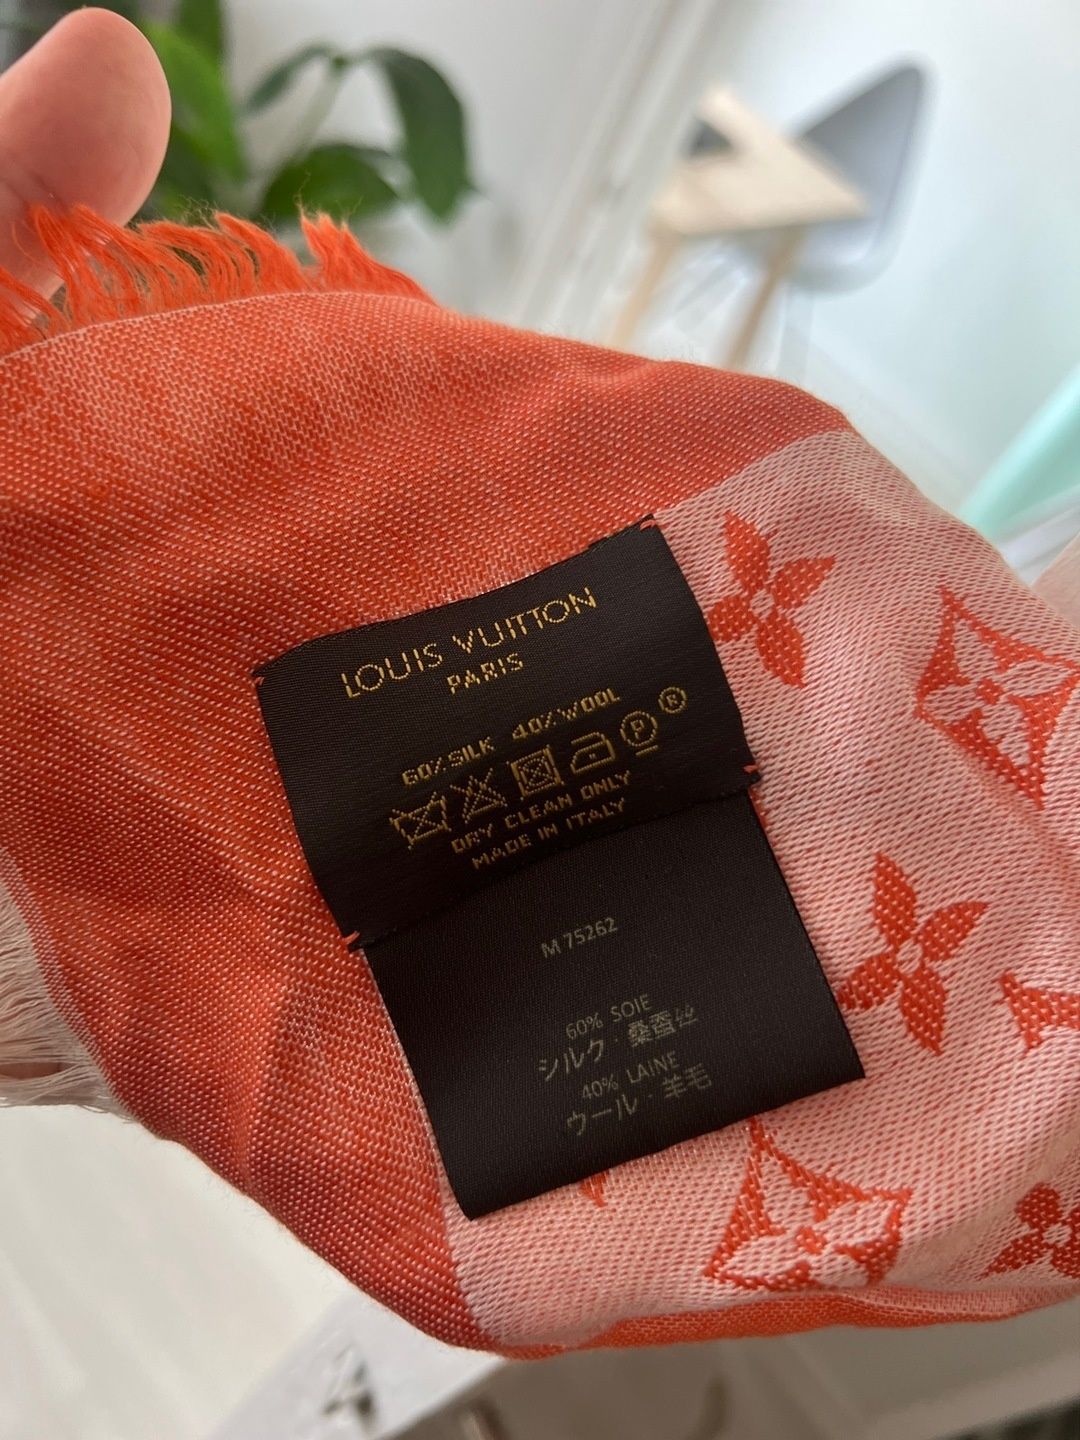 LOUIS VUITTON
PARIS
60% SILK 40% WOOL
P ®
DRY CLEAN ONLY
MADE IN ITALY
M 75262
60% SOIE
シルク · 桑蚕丝
40% LAINE
ウール · 羊毛